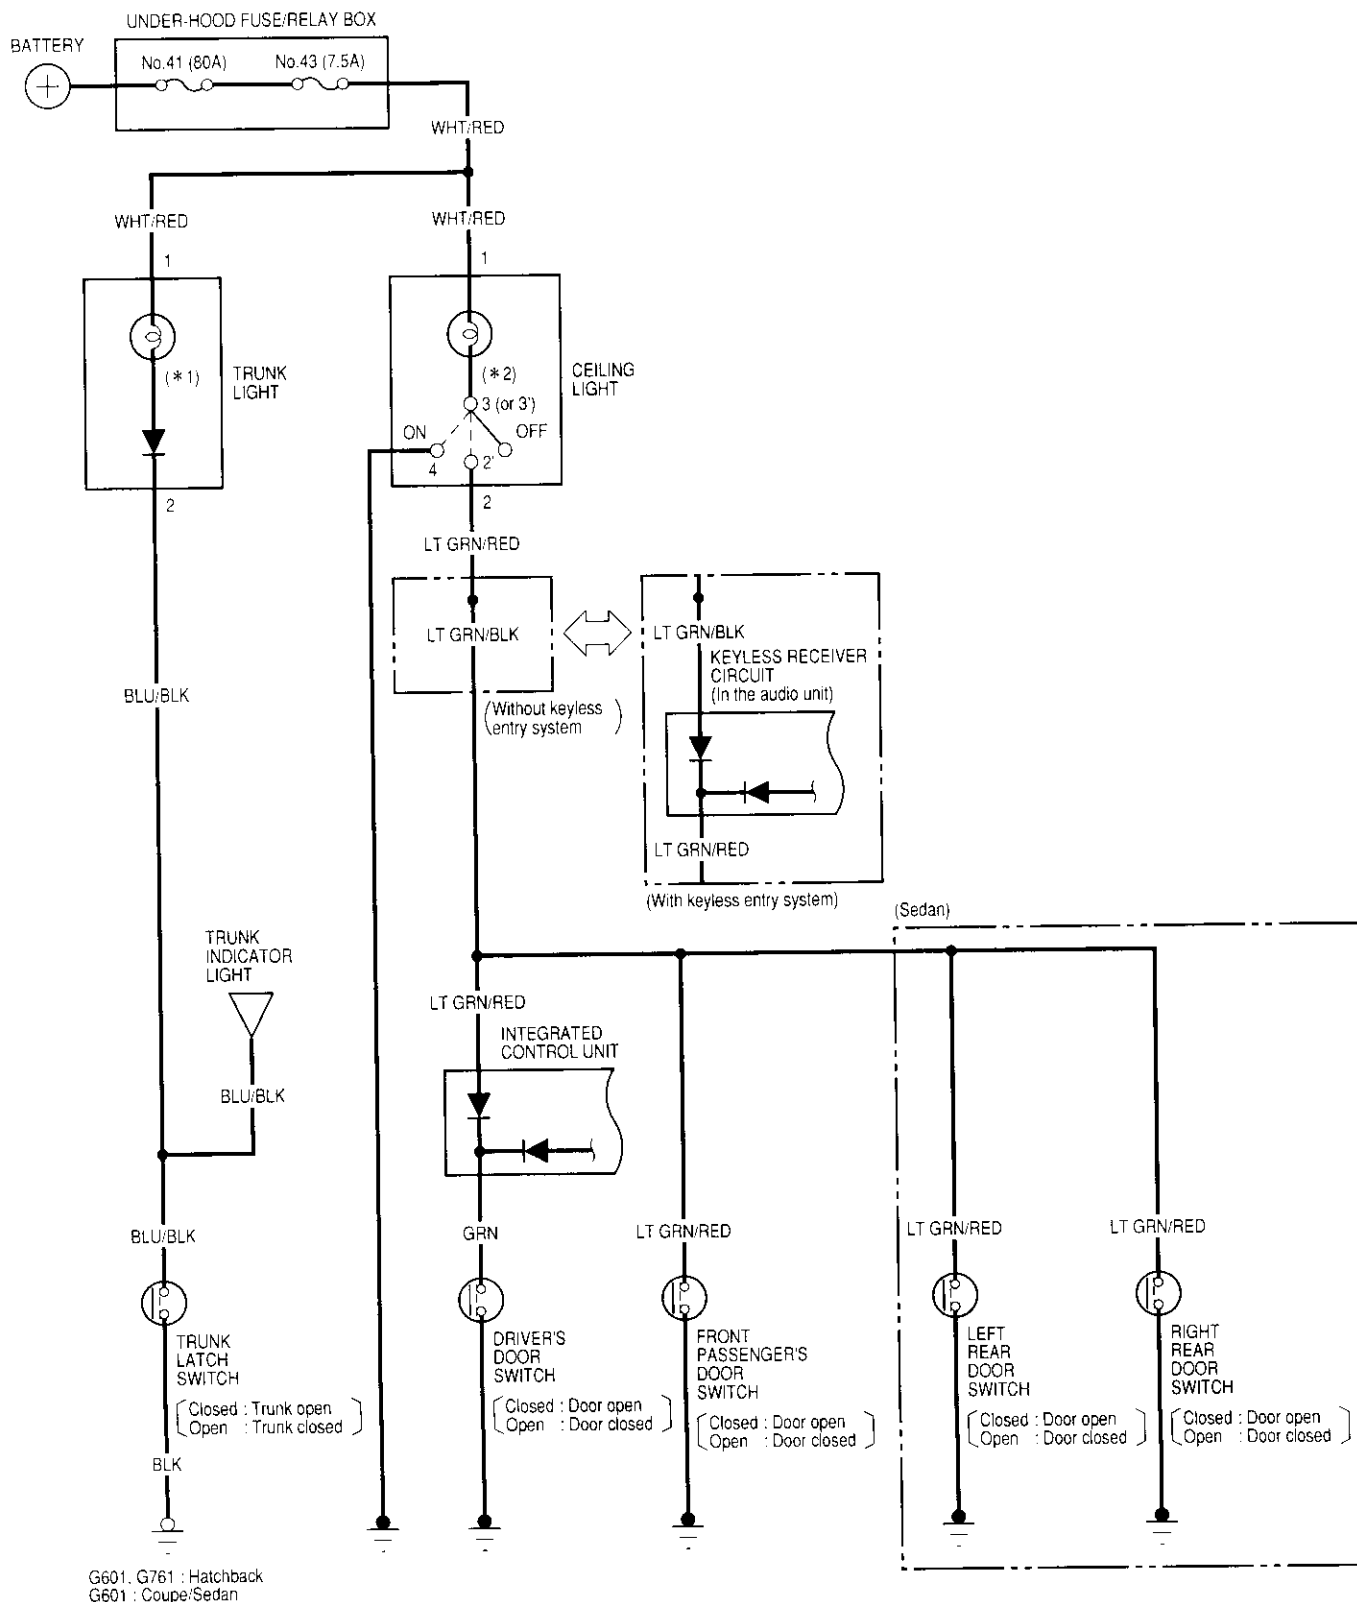 UNDER-HOOD FUSE/RELAY BOX
BATTERY
No.41 (80A)
No.43 (7.5A)
WHT/RED
WHT/RED
WHT/RED
1
1
(*1)
TRUNK
LIGHT
(*2)
CEILING
LIGHT
3 (or 3')
ON
OFF
4
2'
2
2
LT GRN/RED
LT GRN/BLK
LT GRN/BLK
KEYLESS RECEIVER
CIRCUIT
(In the audio unit)
BLU/BLK
(Without keyless
entry system)
LT GRN/RED
(With keyless entry system)
(Sedan)
TRUNK
INDICATOR
LIGHT
LT GRN/RED
INTEGRATED
CONTROL UNIT
BLU/BLK
BLU/BLK
GRN
LT GRN/RED
LT GRN/RED
LT GRN/RED
TRUNK
LATCH
SWITCH
(Closed : Trunk open
Open : Trunk closed)
DRIVER'S
DOOR
SWITCH
(Closed : Door open
Open : Door closed)
FRONT
PASSENGER'S
DOOR
SWITCH
(Closed : Door open
Open : Door closed)
LEFT
REAR
DOOR
SWITCH
(Closed : Door open
Open : Door closed)
RIGHT
REAR
DOOR
SWITCH
(Closed : Door open
Open : Door closed)
BLK
G601, G761 : Hatchback
G601 : Coupe/Sedan